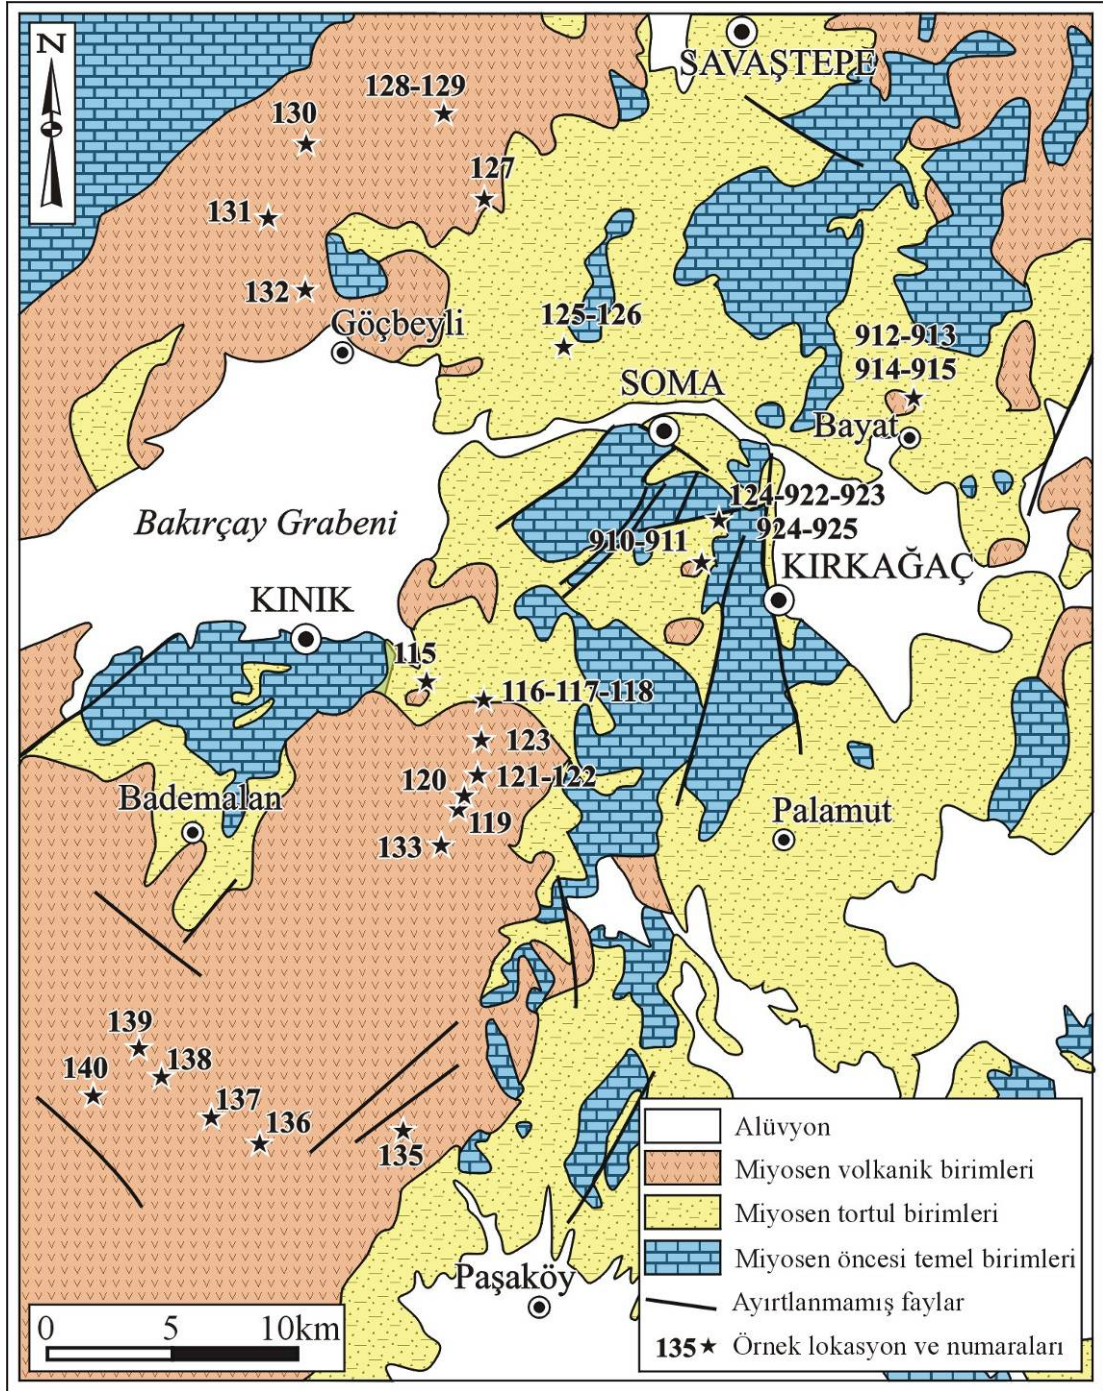 N
SAVAŞTEPE
128-129
130
127
131
132
Göçbeyli
125-126
912-913
914-915
SOMA
Bayat
Bakırçay Grabeni
124-922-923
924-925
910-911
KIRKAĞAÇ
KINIK
115
116-117-118
123
121-122
120
119
133
Bademalan
Palamut
139
138
140
137
136
135
Paşaköy
0 5 10km
Alüvyon
Miyosen volkanik birimleri
Miyosen tortul birimleri
Miyosen öncesi temel birimleri
Ayırtlanmamış faylar
135 Örnek lokasyon ve numaraları